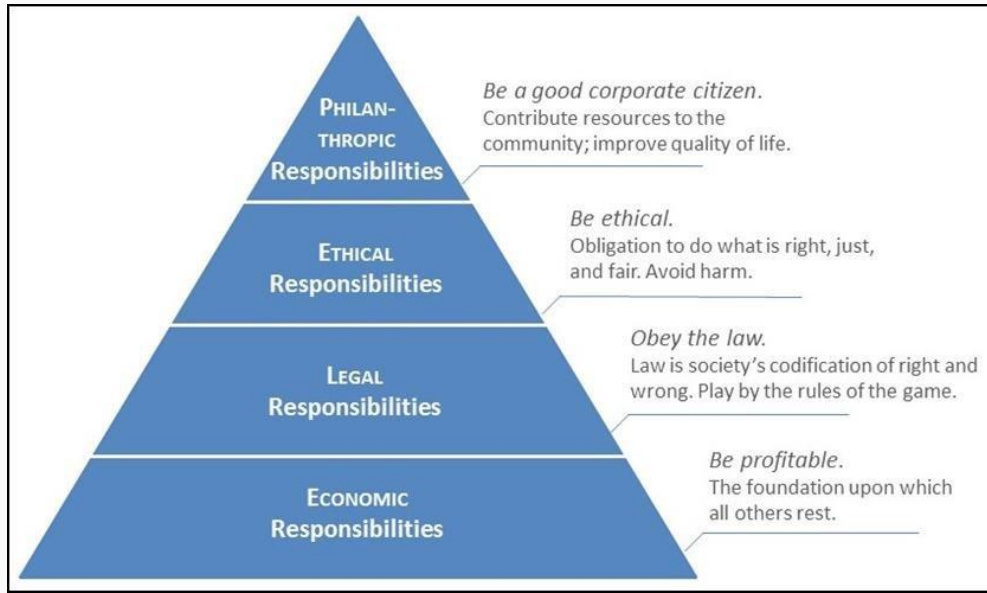 PHILAN-
THROPIC
Responsibilities
Be a good corporate citizen.
Contribute resources to the
community; improve quality of life.
ETHICAL
Responsibilities
Be ethical.
Obligation to do what is right, just,
and fair. Avoid harm.
LEGAL
Responsibilities
Obey the law.
Law is society’s codification of right and
wrong. Play by the rules of the game.
ECONOMIC
Responsibilities
Be profitable.
The foundation upon which
all others rest.